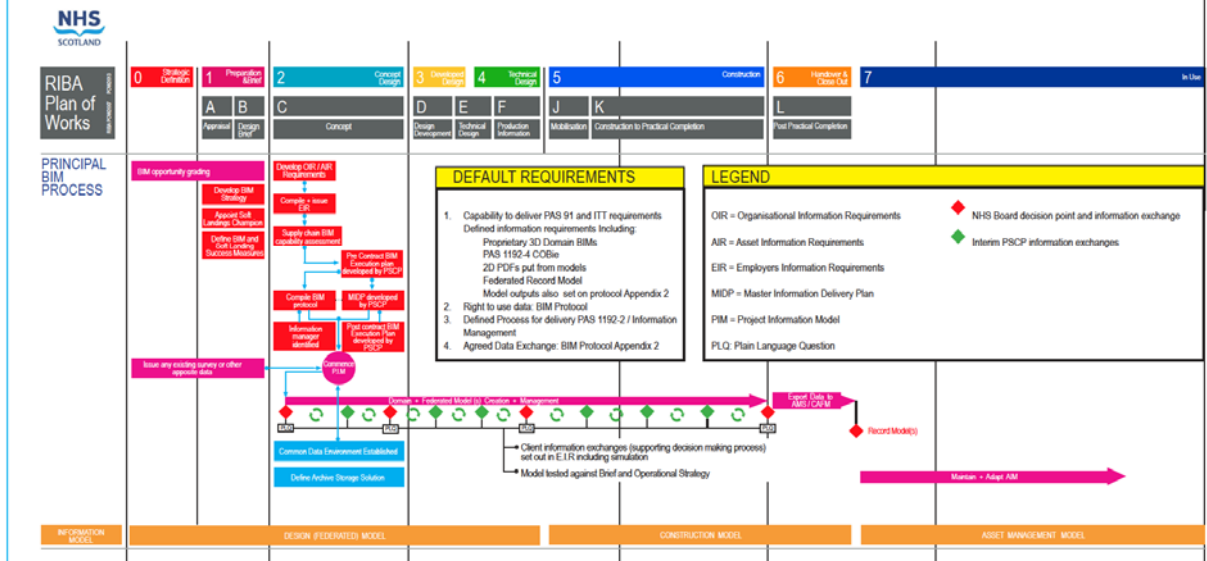 NHS
SCOTLAND
RIBA
Plan of
Works
0 Strategic
Definition
1 Preparation
&Brief
2 Concept
Design
3 Developed
Design
4 Technical
Design
5 Construction
6 Handover &
Close Out
7 In Use
A
B
C
D
E
F
J
K
L
Appraisal
Design
Brief
Concept
Design
Development
Technical
Design
Production
Information
Mobilisation
Construction to Practical Completion
Post Practical Completion
PRINCIPAL
BIM
PROCESS
BIM opportunity grading
Develop BIM
Strategy
Appoint Soft
Landings Champion
Define BIM and
Soft Landing
Success Measures
Develop OIR / AIR
Requirements
Compile + issue
EIR
Supply chain BIM
capability assessment
Pre Contract BIM
Execution plan
developed by PSCP
Compile BIM
protocol
MIDP developed
by PSCP
Information
manager
identified
Post contract BIM
Execution Plan
developed by
PSCP
Issue any existing survey or other
apposite data
Commence
P.I.M
DEFAULT REQUIREMENTS
1. Capability to deliver PAS 91 and ITT requirements
Defined information requirements Including:
Proprietary 3D Domain BIMs
PAS 1192-4 COBie
2D PDFs put from models
Federated Record Model
Model outputs also set on protocol Appendix 2
2. Right to use data: BIM Protocol
3. Defined Process for delivery PAS 1192-2 / Information
Management
4. Agreed Data Exchange: BIM Protocol Appendix 2
LEGEND
OIR = Organisational Information Requirements
AIR = Asset Information Requirements
EIR = Employers Information Requirements
MIDP = Master Information Delivery Plan
PIM = Project Information Model
PLQ: Plain Language Question
NHS Board decision point and information exchange
Interim PSCP information exchanges
Domain + Federated Model (s) Creation + Management
Export Data to
AMS / CAFM
PLQ
PLQ
PLQ
PLQ
Record Model(s)
Client information exchanges (supporting decision making process)
set out in E.I.R including simulation
Model tested against Brief and Operational Strategy
Common Data Environment Established
Define Archive Storage Solution
Maintain + Adapt AIM
INFORMATION
MODEL
DESIGN (FEDERATED) MODEL
CONSTRUCTION MODEL
ASSET MANAGEMENT MODEL